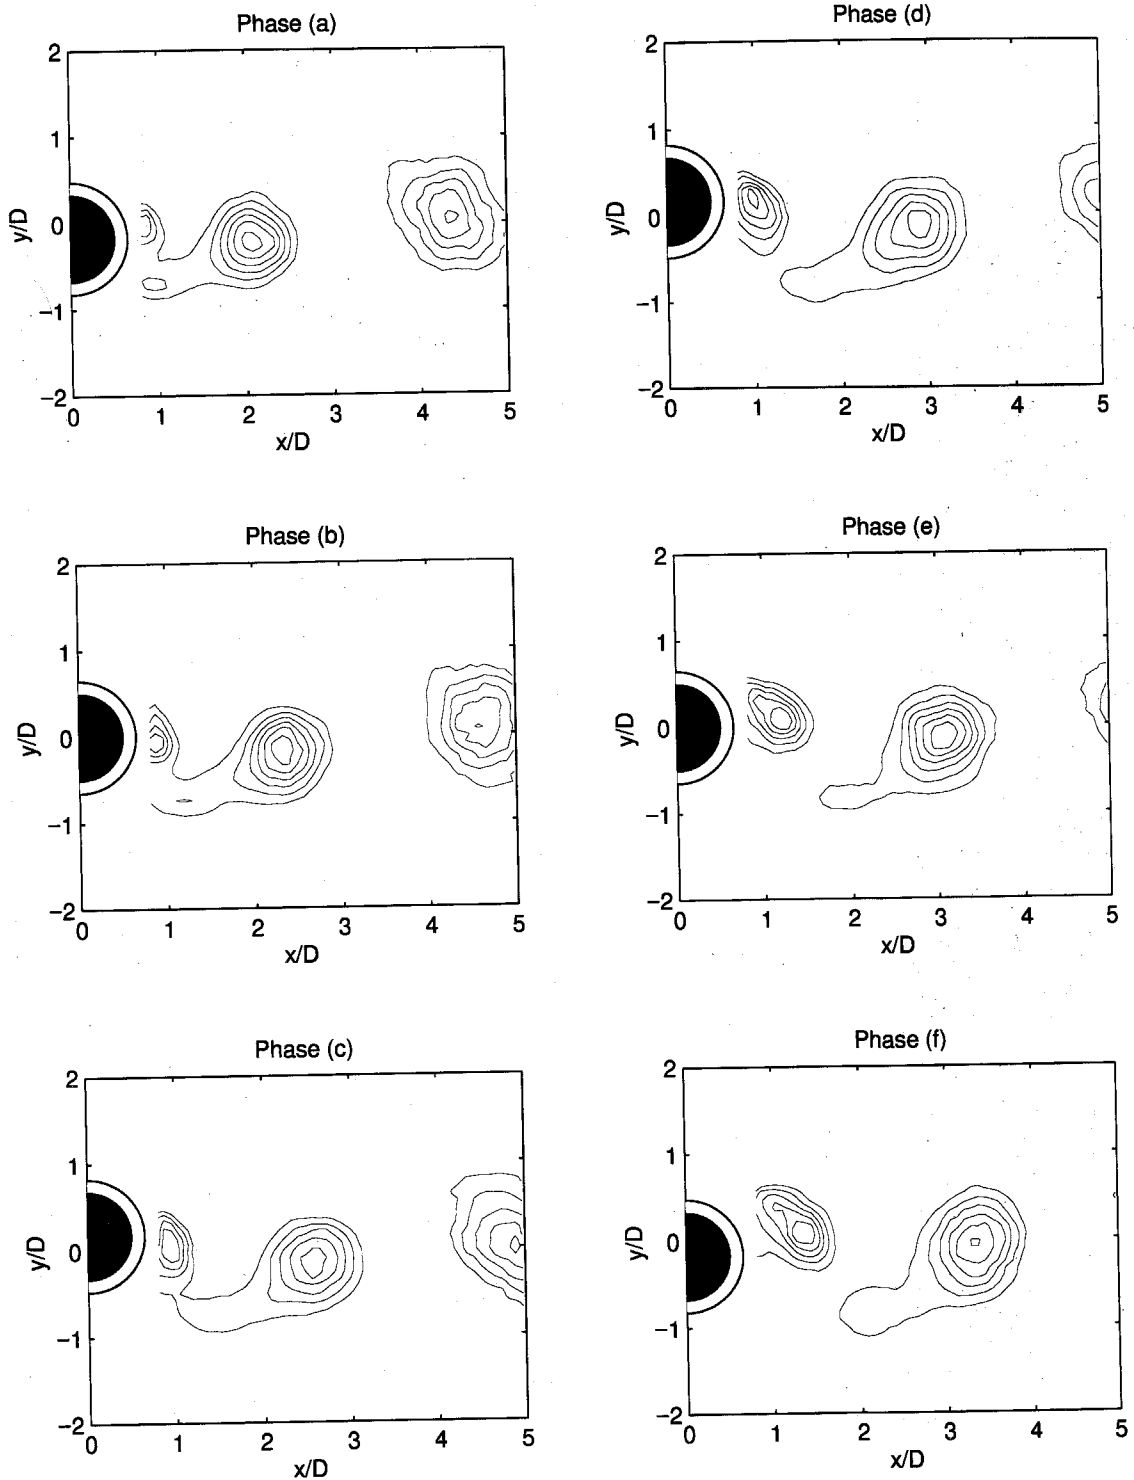 Phase (a)
2
1
0
−1
−2
y/D
0 1 2 3 4 5
x/D
Phase (b)
2
1
0
−1
−2
y/D
0 1 2 3 4 5
x/D
Phase (c)
2
1
0
−1
−2
y/D
0 1 2 3 4 5
x/D
Phase (d)
2
1
0
−1
−2
y/D
0 1 2 3 4 5
x/D
Phase (e)
2
1
0
−1
−2
y/D
0 1 2 3 4 5
x/D
Phase (f)
2
1
0
−1
−2
y/D
0 1 2 3 4 5
x/D